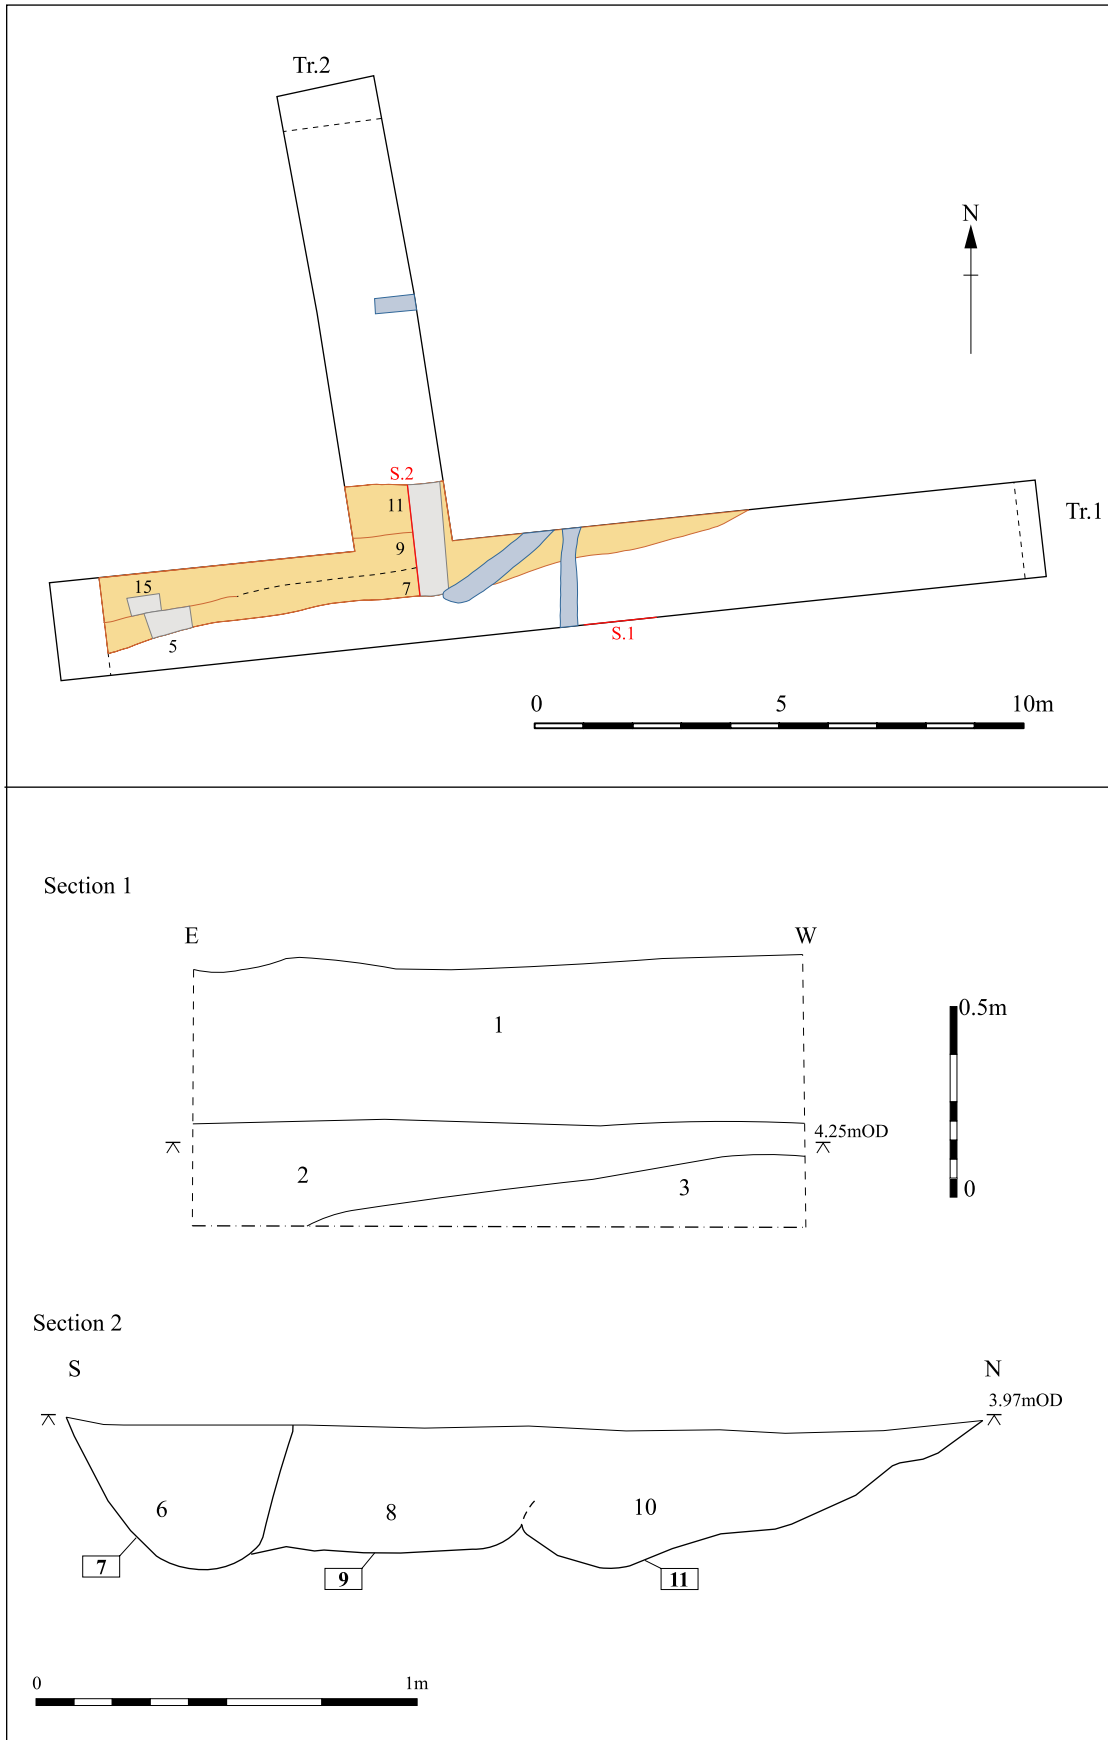 Tr.2
N
S.2
11
Tr.1
9
15
7
5
S.1
0 5 10m
Section 1
E W
0.5m
1
4.25mOD
2
3
0
Section 2
S N
3.97mOD
6 8 10
7 9 11
0 1m